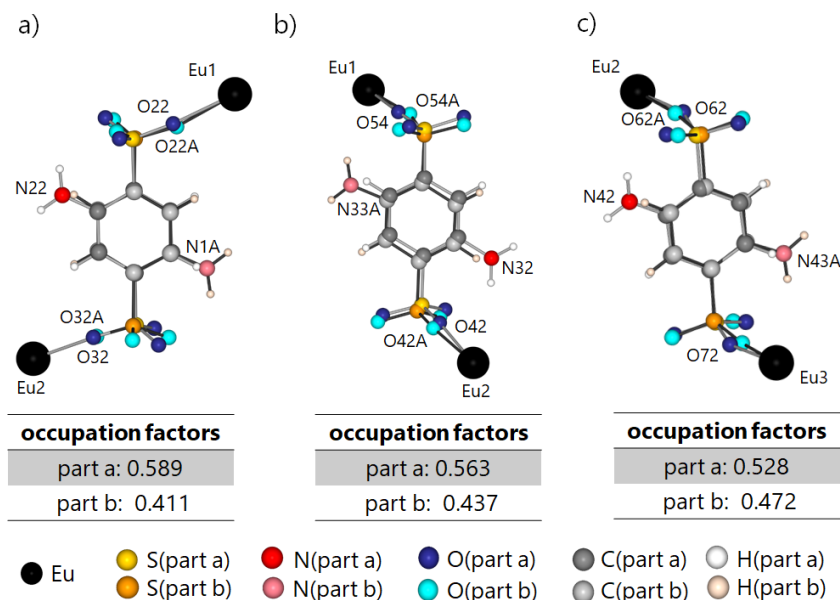 a)
Eu1
O22
O22A
N22
N1A
O32A
O32
Eu2
occupation factors
part a: 0.589
part b: 0.411
b)
Eu1
O54A
O54
N33A
N32
O42
O42A
Eu2
occupation factors
part a: 0.563
part b: 0.437
c)
Eu2
O62
O62A
N42
N43A
O72
Eu3
occupation factors
part a: 0.528
part b: 0.472
Eu
S(part a)
S(part b)
N(part a)
N(part b)
O(part a)
O(part b)
C(part a)
C(part b)
H(part a)
H(part b)